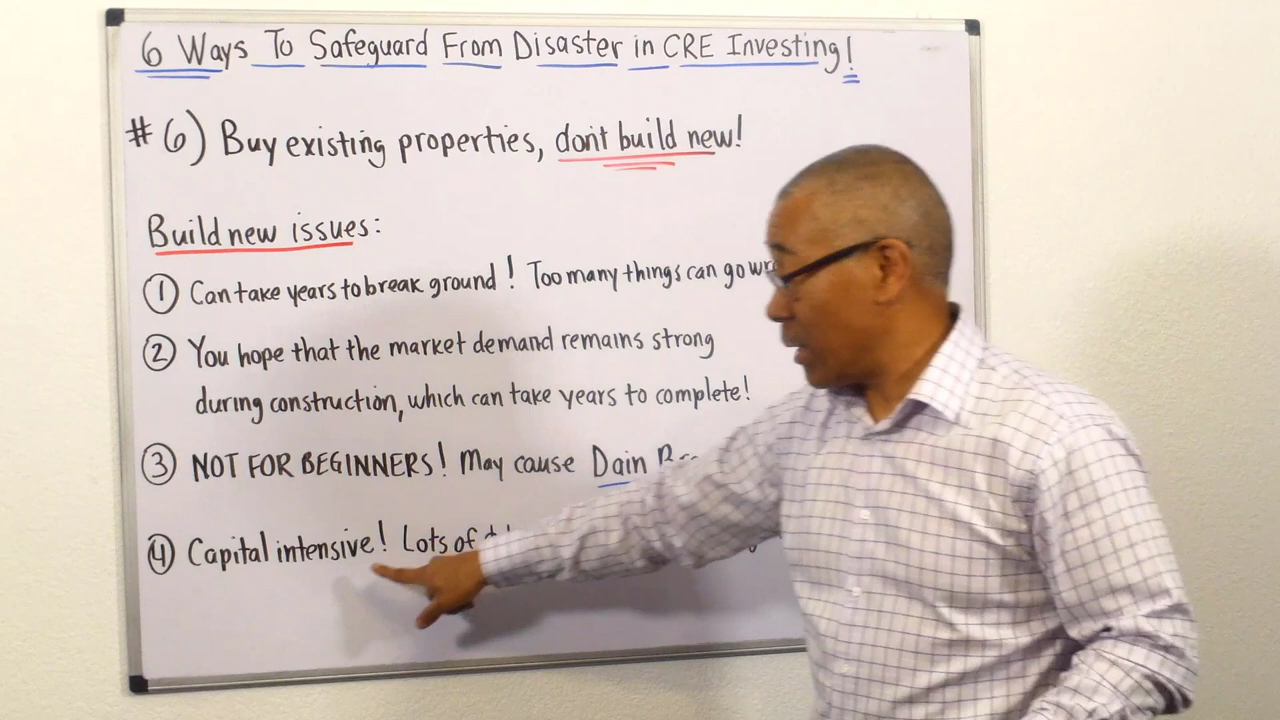 6 Ways To Safeguard From Disaster in CRE Investing!
#6) Buy existing properties, don't build new!
Build new issues:
① Can take years to break ground! Too many things can go
② You hope that the market demand remains strong
during construction, which can take years to complete!
③ NOT FOR BEGINNERS! May cause Dain
④ Capital intensive! Lots of